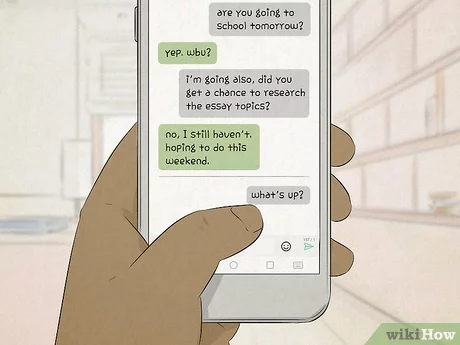 are you going to
school tomorrow?
yep. wbu?
i'm going also, did you
get a chance to research
the essay topics?
no, I still haven't.
hoping to do this
weekend.
what's up?
wikiHow